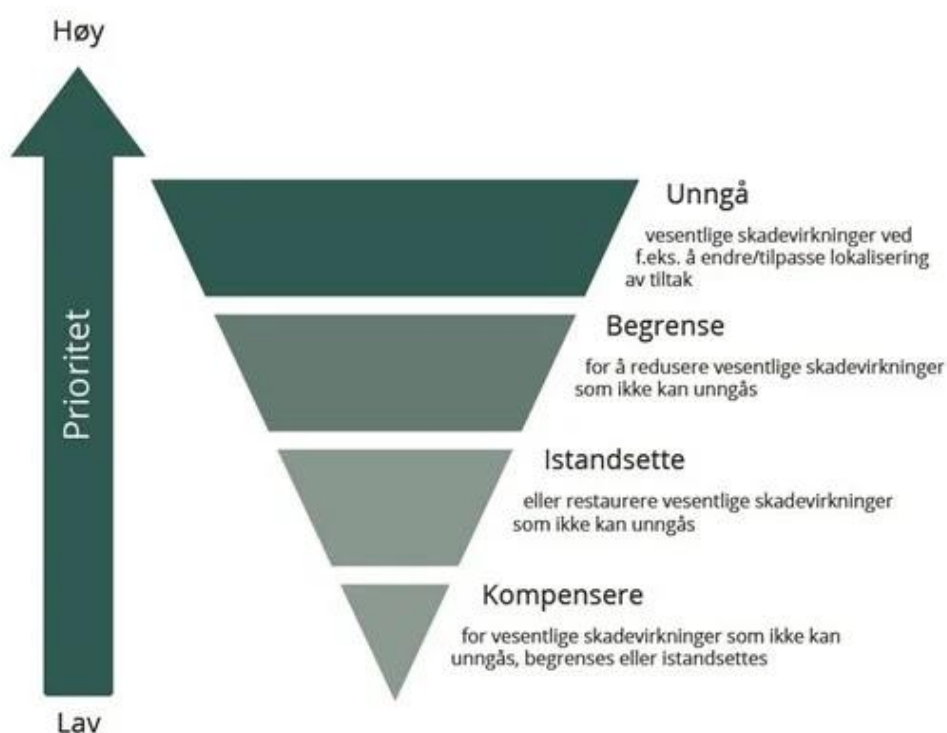 Høy
Prioritet
Unngå
vesentlige skadevirkninger ved
f.eks. å endre/tilpasse lokalisering
av tiltak
Begrense
for å redusere vesentlige skadevirkninger
som ikke kan unngås
Istandsette
eller restaurere vesentlige skadevirkninger
som ikke kan unngås
Kompensere
for vesentlige skadevirkninger som ikke kan
unngås, begrenses eller istandsettes
Lav